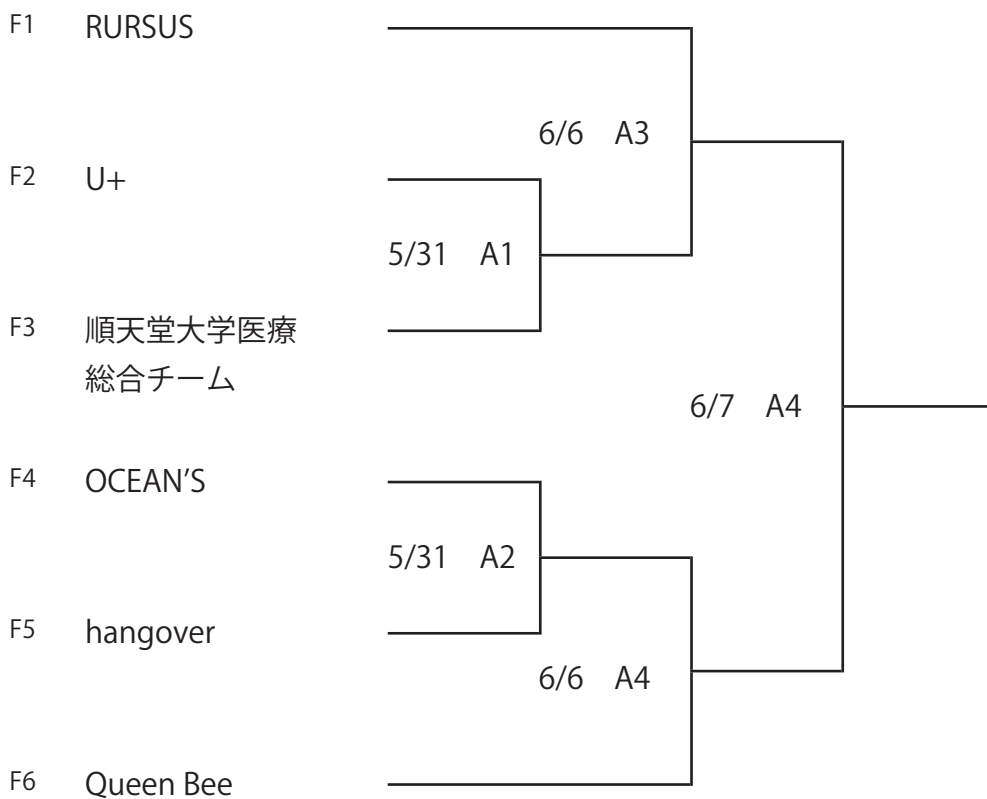 F1 RURSUS
6/6 A3
F2 U+
5/31 A1
F3 順天堂大学医療
総合チーム
6/7 A4
F4 OCEAN’S
5/31 A2
F5 hangover
6/6 A4
F6 Queen Bee